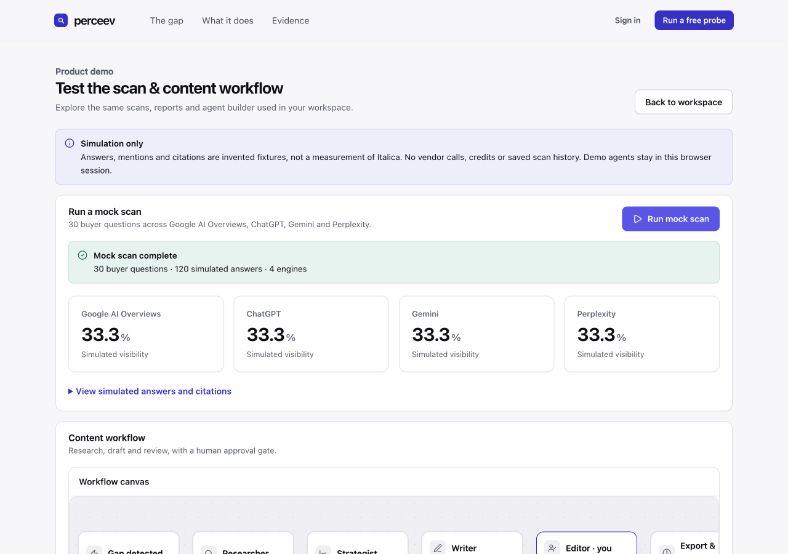 perceev
The gap
What it does
Evidence
Sign in
Run a free probe
Product demo
Test the scan & content workflow
Explore the same scans, reports and agent builder used in your workspace.
Back to workspace
Simulation only
Answers, mentions and citations are invented fixtures, not a measurement of Italica. No vendor calls, credits or saved scan history. Demo agents stay in this browser
session.
Run a mock scan
30 buyer questions across Google AI Overviews, ChatGPT, Gemini and Perplexity.
Run mock scan
Mock scan complete
30 buyer questions · 120 simulated answers · 4 engines
Google AI Overviews
33.3%
Simulated visibility
ChatGPT
33.3%
Simulated visibility
Gemini
33.3%
Simulated visibility
Perplexity
33.3%
Simulated visibility
View simulated answers and citations
Content workflow
Research, draft and review, with a human approval gate.
Workflow canvas
Gap detected
Researcher
Strategist
Writer
Editor · you
Export &